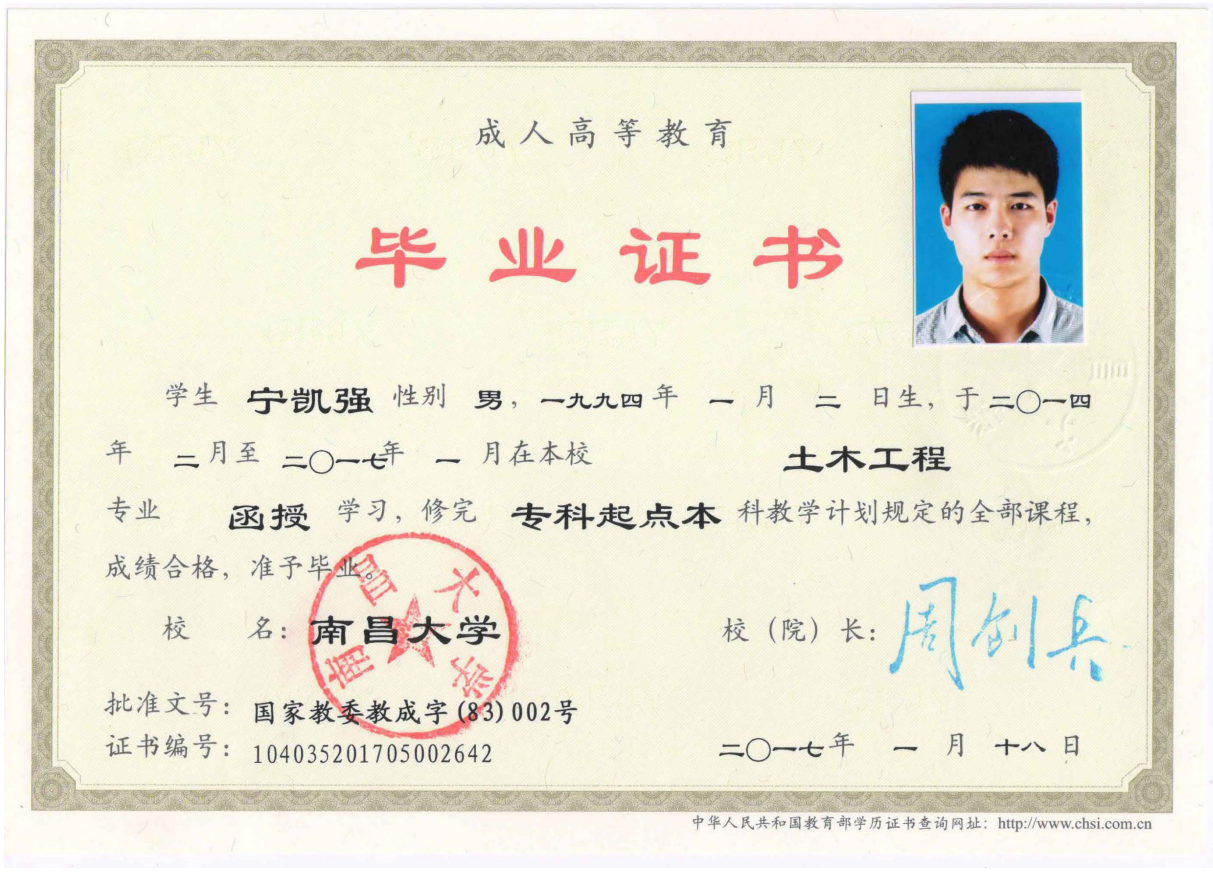 成人高等教育
毕业证书
学生 宁凯强 性别 男，一九九四年 一月 二 日生，于二〇一四
年 二月至 二〇一七年 一 月在本校 土木工程
专业 函授 学习，修完 专科起点本 科教学计划规定的全部课程，
成绩合格，准予毕业。
校 名：南昌大学
校（院）长：周创兵
南昌大学
批准文号：国家教委教成字(83)002号
证书编号：104035201705002642
二〇一七年 一 月 十八 日
中华人民共和国教育部学历证书查询网址：http://www.chsi.com.cn